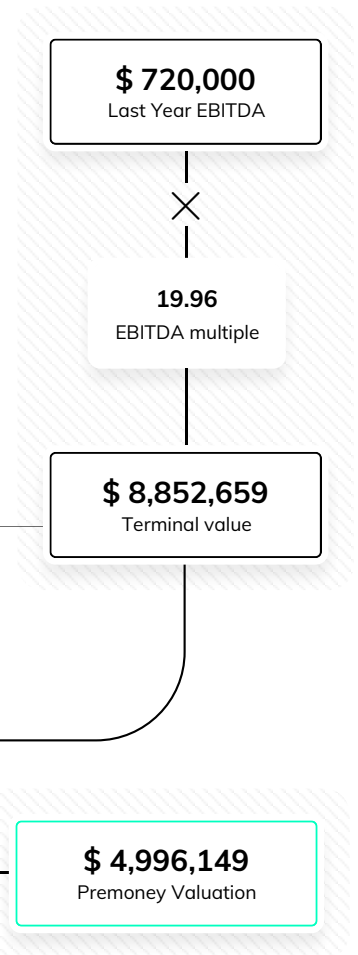 $ 720,000
Last Year EBITDA
19.96
EBITDA multiple
$ 8,852,659
Terminal value
$ 4,996,149
Premoney Valuation